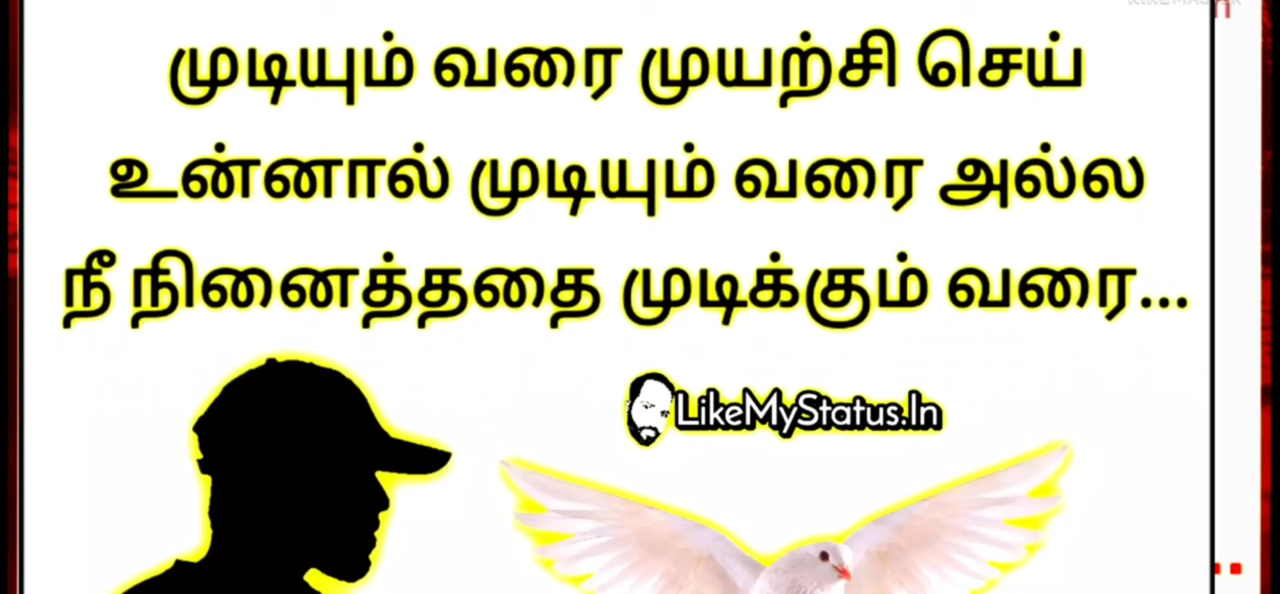 முடியும் வரை முயற்சி செய்
உன்னால் முடியும் வரை அல்ல
நீ நினைத்ததை முடிக்கும் வரை...
LikeMyStatus.In